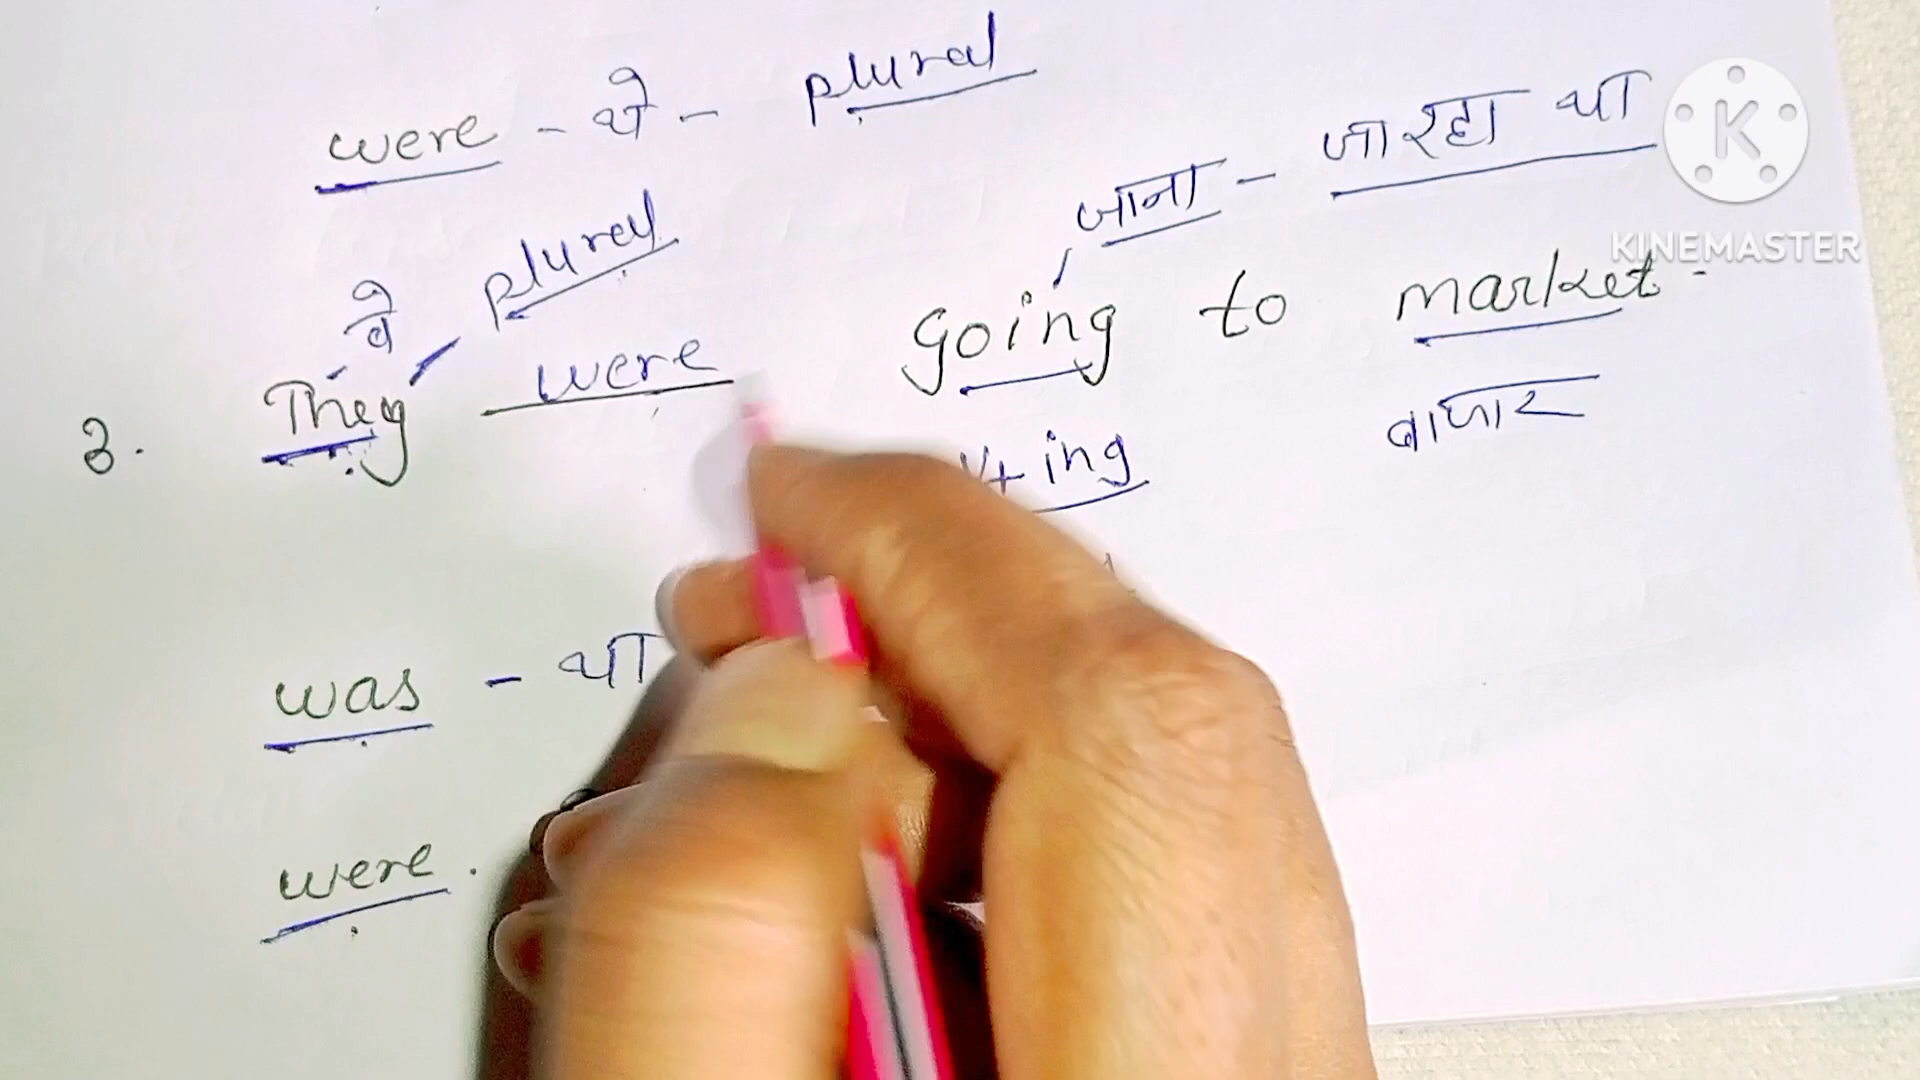 were - थे - plural
जाना - जा रहा था
K
KINEMASTER
वे plural
3. They were going to market.
v+ing
बाजार
was - था
were.